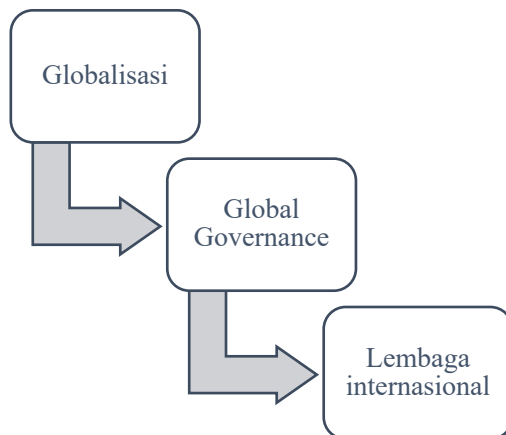 Globalisasi
Global
Governance
Lembaga
internasional